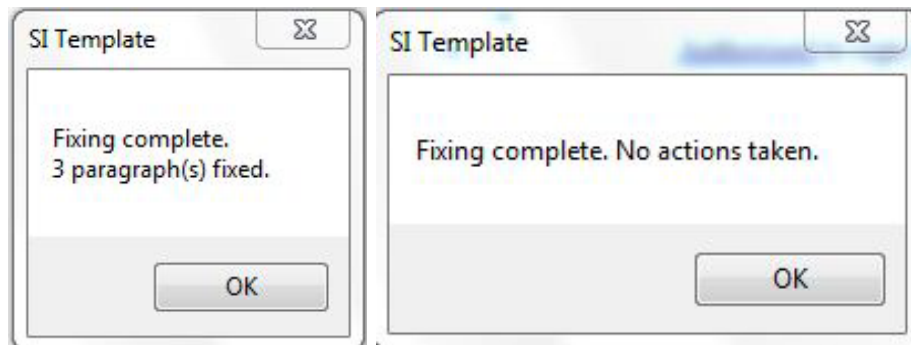 SI Template
Fixing complete.
3 paragraph(s) fixed.
OK
SI Template
Fixing complete. No actions taken.
OK